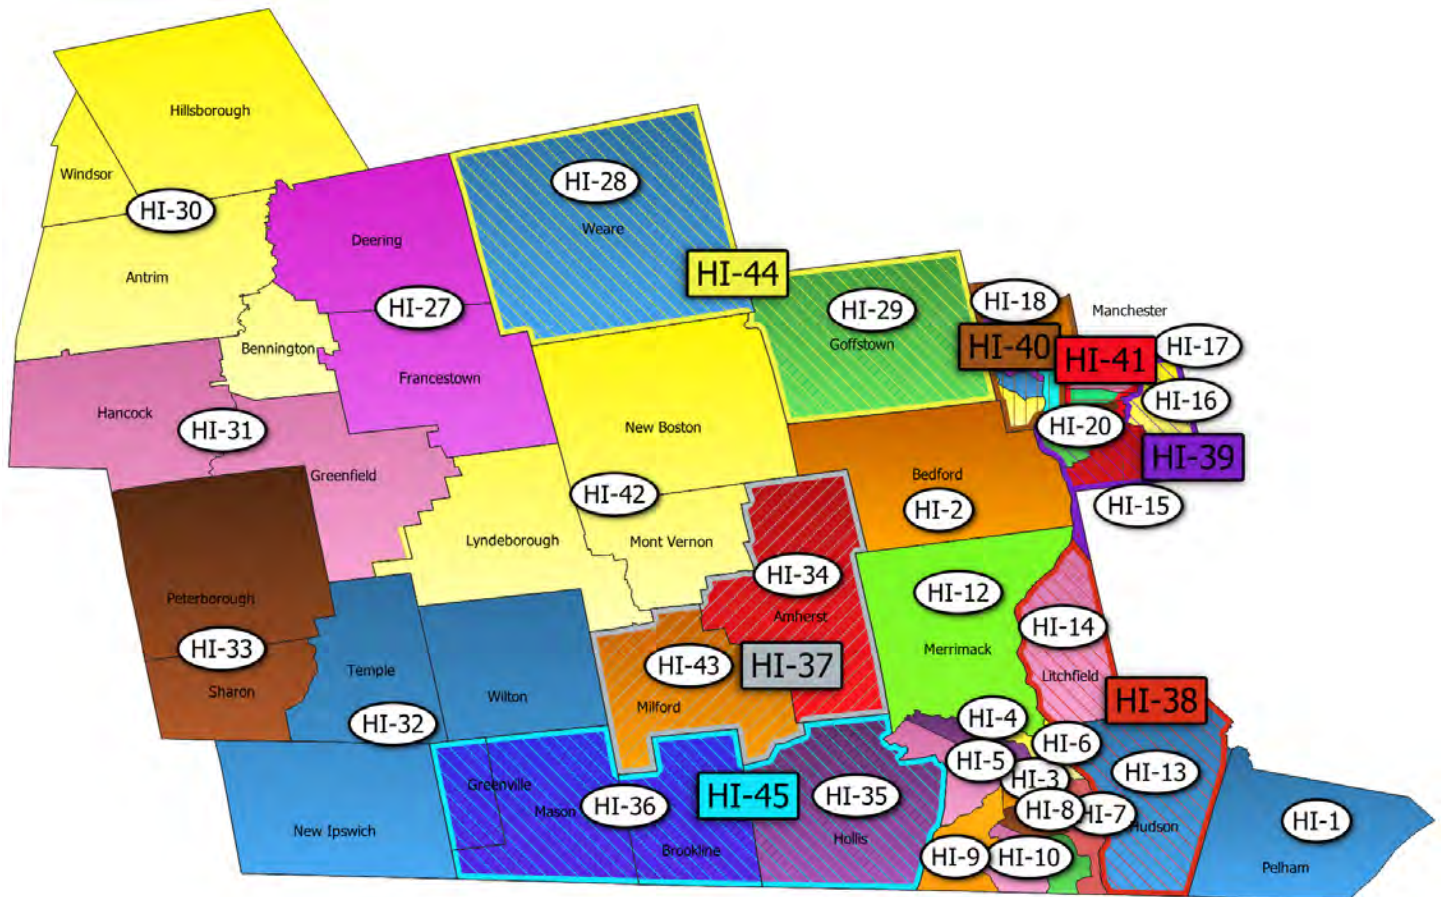 Hillsborough
Windsor
HI-28
HI-30
Weare
Deering
Antrim
HI-44
HI-18
HI-27
HI-29
Manchester
Bennington
Goffstown
HI-40
HI-41
HI-17
Francestown
Hancock
HI-16
HI-31
New Boston
HI-20
Greenfield
Bedford
HI-39
HI-42
HI-2
HI-15
Lyndeborough
Mont Vernon
HI-34
HI-12
Peterborough
Amherst
HI-14
HI-33
Merrimack
Temple
HI-43
HI-37
Litchfield
Sharon
Wilton
Milford
HI-38
HI-32
HI-4
HI-6
HI-5
HI-3
HI-13
Greenville
Mason
HI-36
HI-45
HI-35
HI-8
HI-7
Hudson
New Ipswich
Hollis
HI-1
Brookline
HI-9
HI-10
Pelham